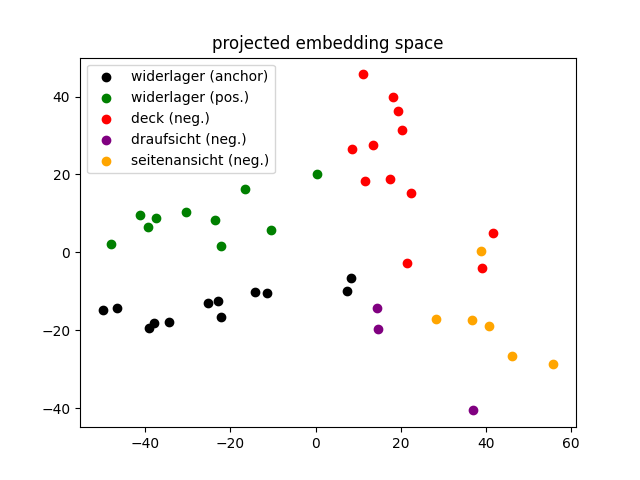 projected embedding space
widerlager (anchor)
widerlager (pos.)
deck (neg.)
draufsicht (neg.)
seitenansicht (neg.)
40
20
0
−20
−40
−40 −20 0 20 40 60